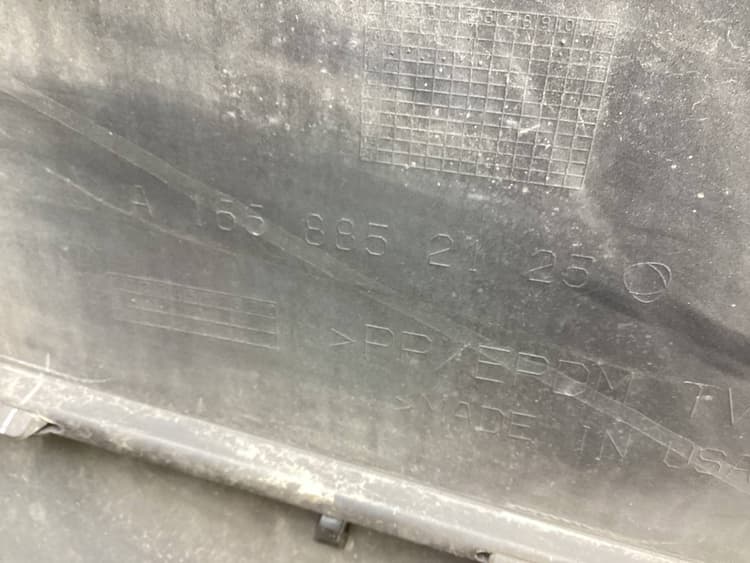 A 166 885 21 25
>PP/EPDM TV
>MADE IN USA